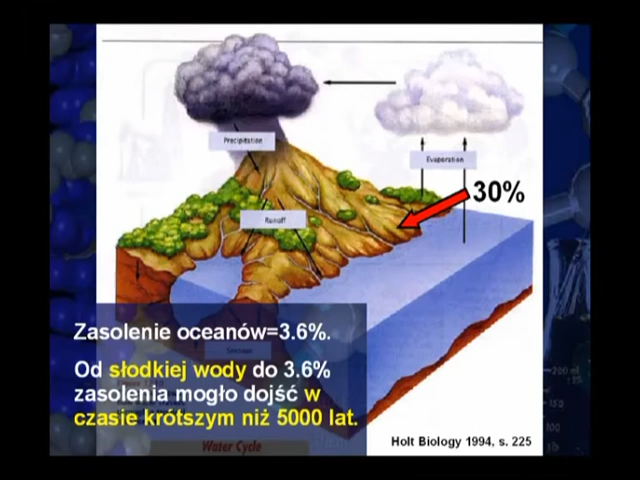 Precipitation
Evaporation
30%
Runoff
Zasolenie oceanów=3.6%.
Od słodkiej wody do 3.6%
zasolenia mogło dojść w
czasie krótszym niż 5000 lat.
Holt Biology 1994, s. 225
Water Cycle